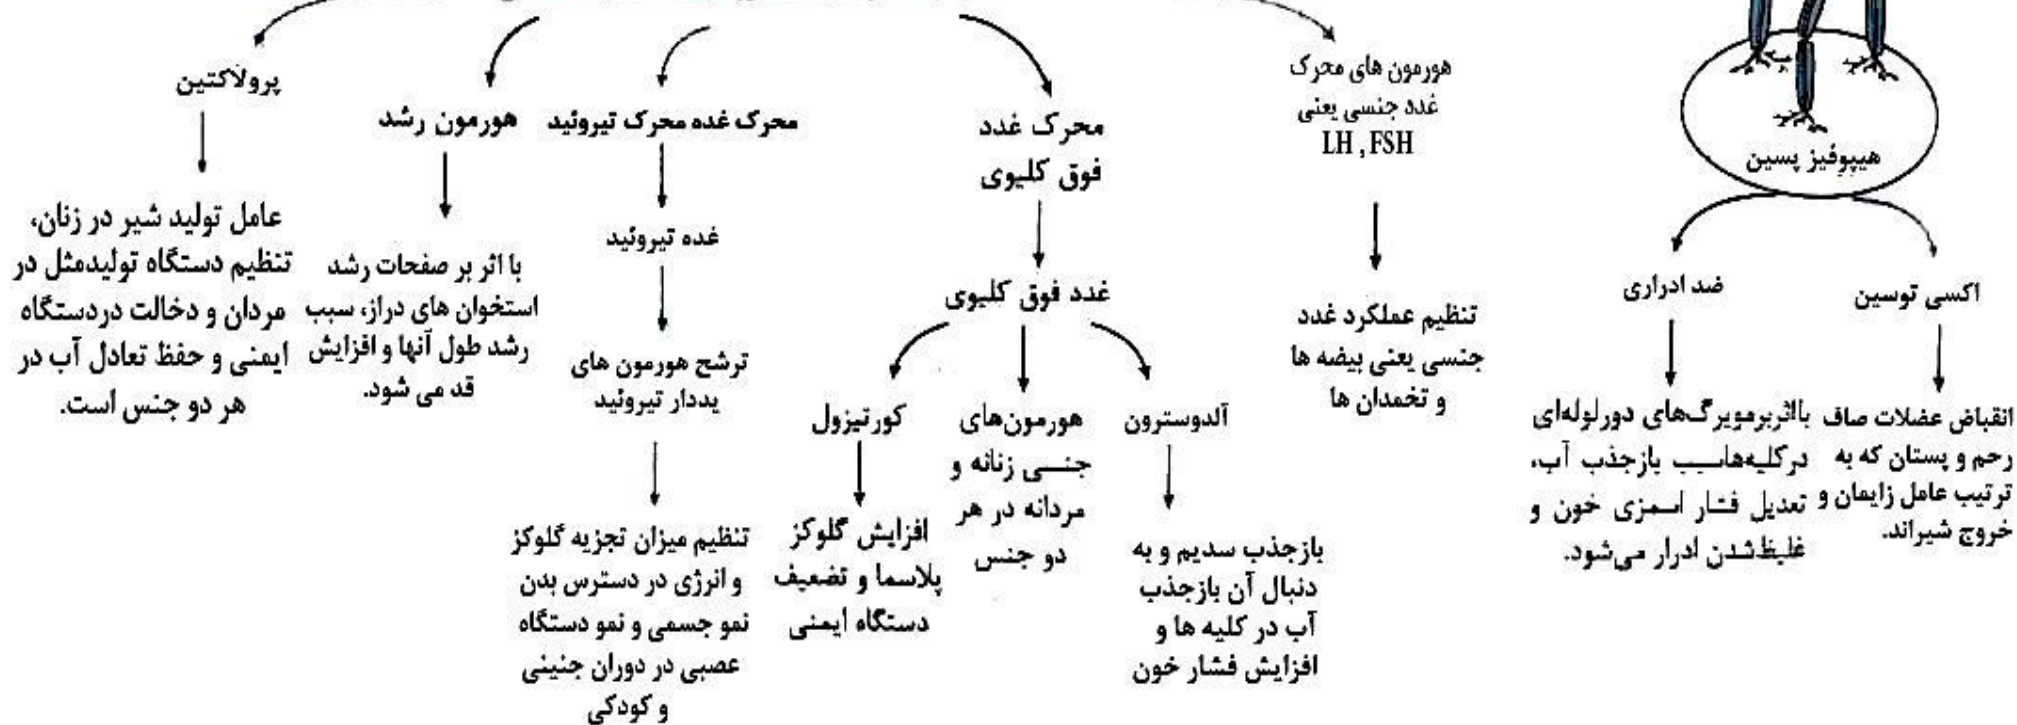 پرولاکتین
عامل تولید شیر در زنان،
تنظیم دستگاه تولیدمثل در
مردان و دخالت دردستگاه
ایمنی و حفظ تعادل آب در
هر دو جنس است.
هورمون رشد
با اثر بر صفحات رشد
استخوان های دراز، سبب
رشد طول آنها و افزایش
قد می شود.
محرک غده محرک تیروئید
غده تیروئید
ترشح هورمون های
یددار تیروئید
تنظیم میزان تجزیه گلوکز
و انرژی در دسترس بدن
نمو جسمی و نمو دستگاه
عصبی در دوران جنینی
و کودکی
محرک غدد
فوق کلیوی
غدد فوق کلیوی
کورتیزول
افزایش گلوکز
پلاسما و تضعیف
دستگاه ایمنی
هورمون‌های
جنسی زنانه و
مردانه در هر
دو جنس
آلدوسترون
بازجذب سدیم و به
دنبال آن بازجذب
آب در کلیه ها و
افزایش فشار خون
هورمون های محرک
غدد جنسی یعنی
LH , FSH
تنظیم عملکرد غدد
جنسی یعنی بیضه ها
و تخمدان ها
هیپوفیز پسین
ضد ادراری
بااثربرمویرگ‌های دورلوله‌ای
درکلیه‌هاسبب بازجذب آب،
تعدیل فشار اسمزی خون و
غلیظ‌شدن ادرار می‌شود.
اکسی توسین
انقباض عضلات صاف
رحم و پستان که به
ترتیب عامل زایمان و
خروج شیراند.